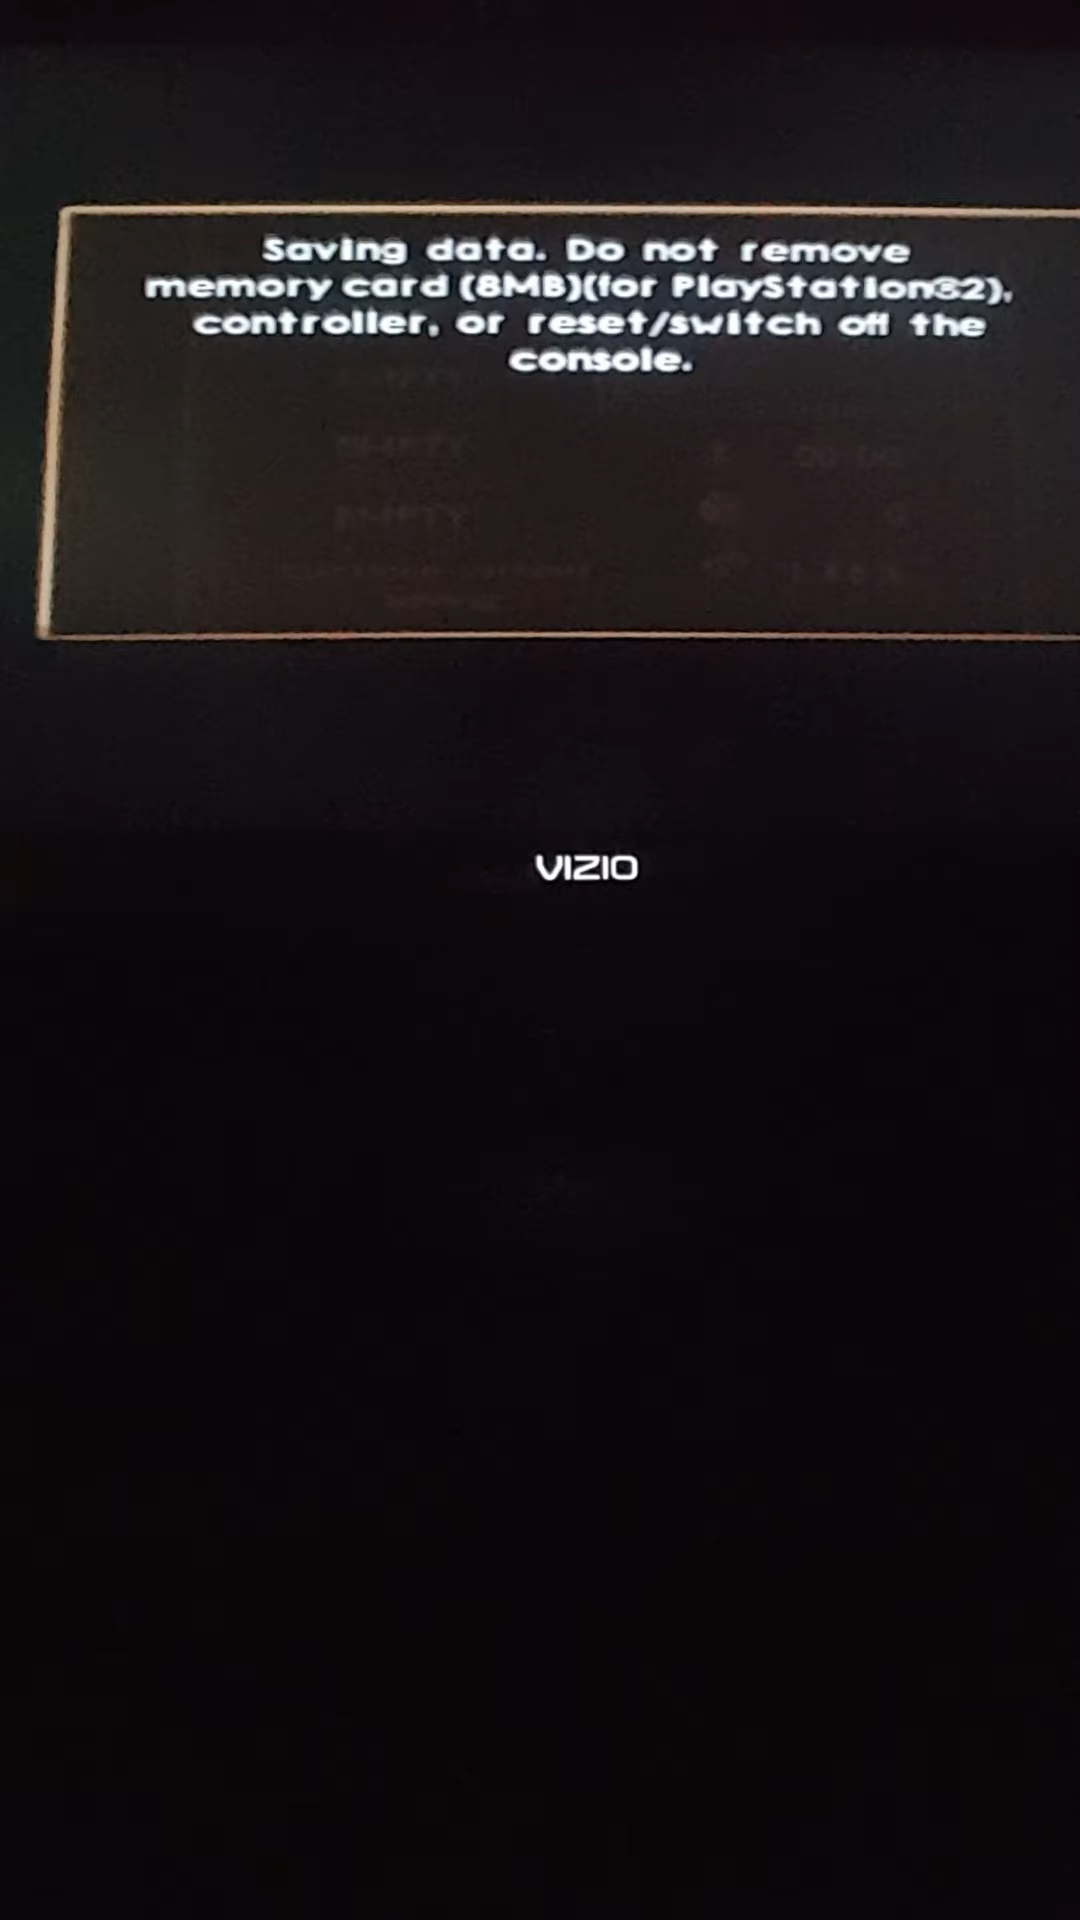 Saving data. Do not remove
memory card (8MB)(for PlayStation®2),
controller, or reset/switch off the
console.
VIZIO